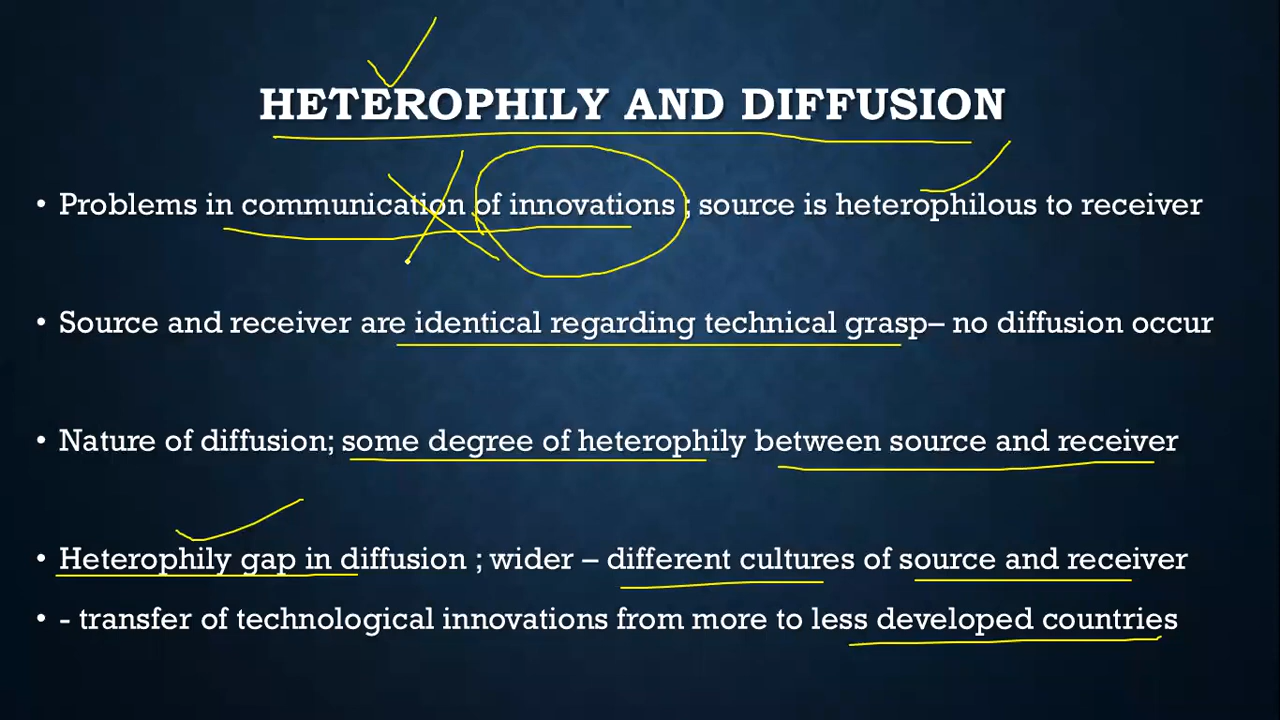 HETEROPHILY AND DIFFUSION
• Problems in communication of innovations ; source is heterophilous to receiver
• Source and receiver are identical regarding technical grasp– no diffusion occur
• Nature of diffusion; some degree of heterophily between source and receiver
• Heterophily gap in diffusion ; wider – different cultures of source and receiver
• - transfer of technological innovations from more to less developed countries